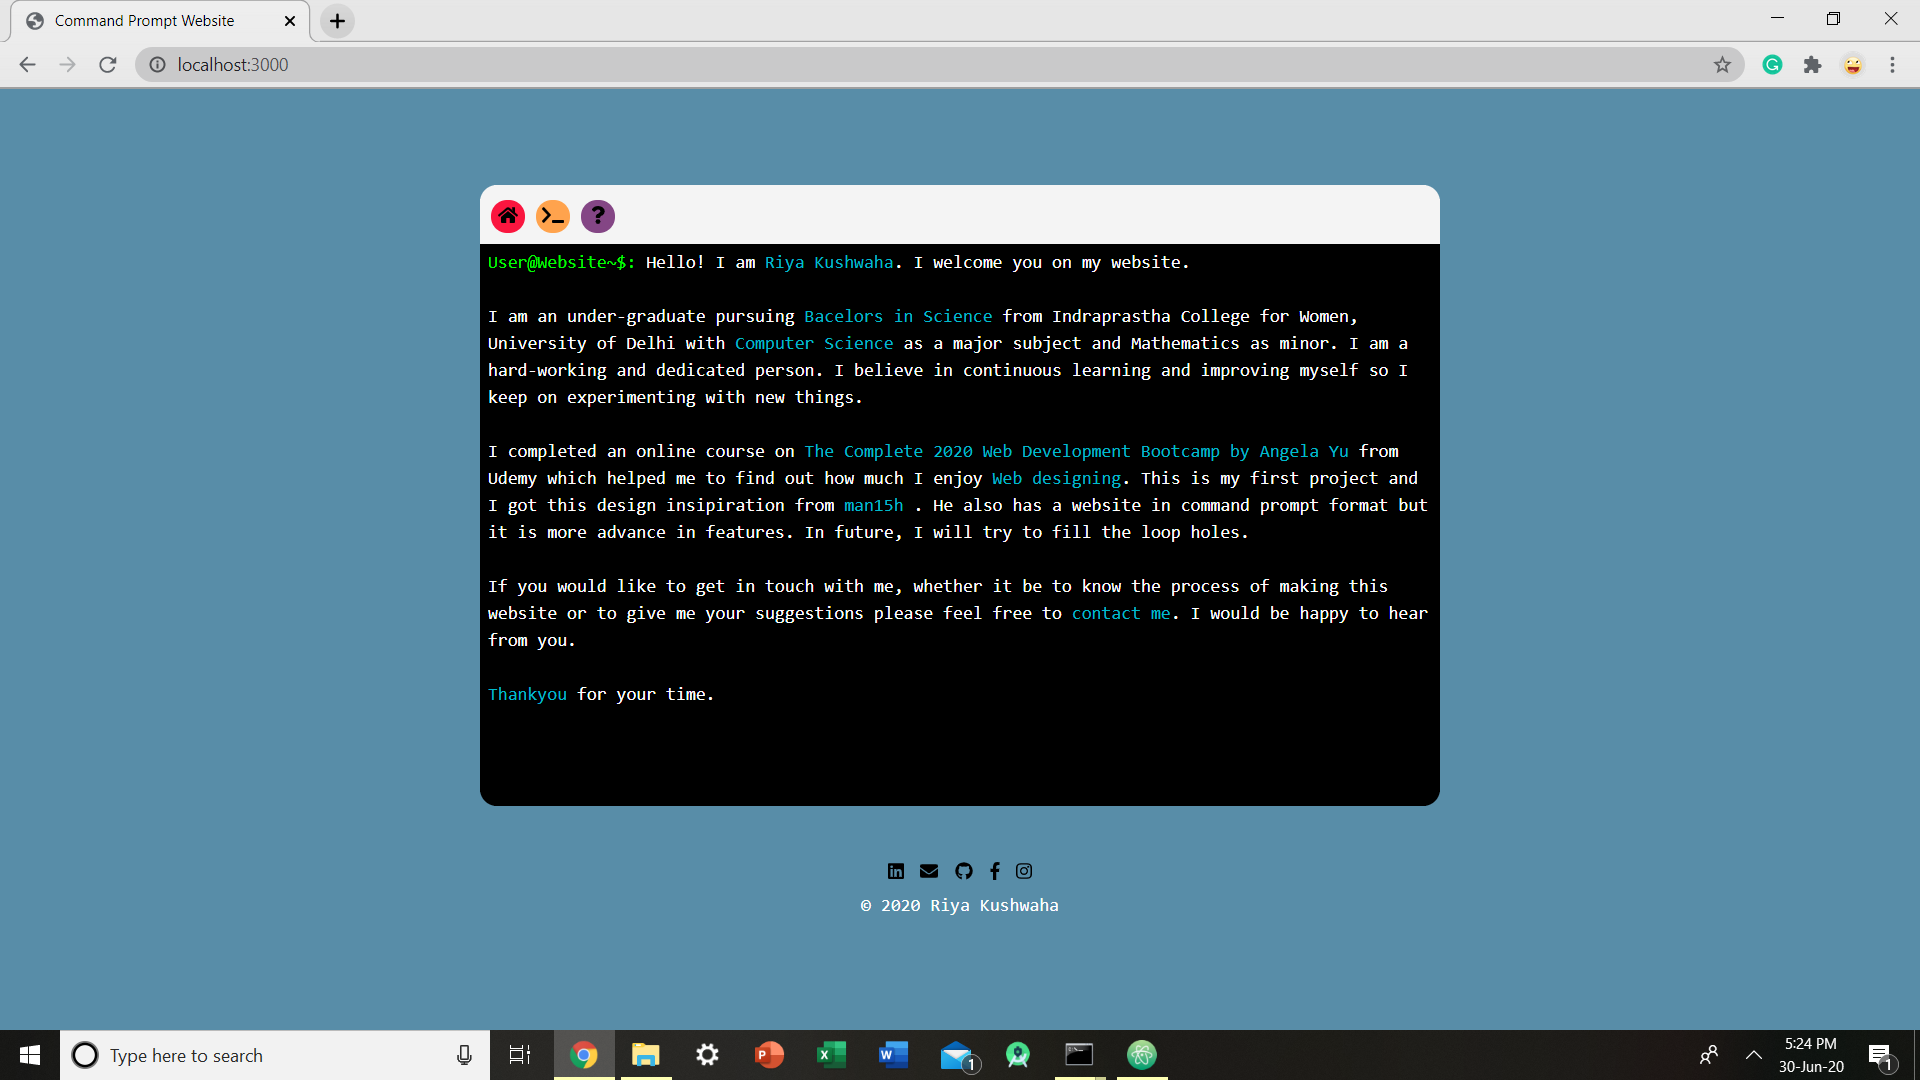 Command Prompt Website
localhost:3000
User@Website~$: Hello! I am Riya Kushwaha. I welcome you on my website.
I am an under-graduate pursuing Bacelors in Science from Indraprastha College for Women,
University of Delhi with Computer Science as a major subject and Mathematics as minor. I am a
hard-working and dedicated person. I believe in continuous learning and improving myself so I
keep on experimenting with new things.
I completed an online course on The Complete 2020 Web Development Bootcamp by Angela Yu from
Udemy which helped me to find out how much I enjoy Web designing. This is my first project and
I got this design insipiration from man15h . He also has a website in command prompt format but
it is more advance in features. In future, I will try to fill the loop holes.
If you would like to get in touch with me, whether it be to know the process of making this
website or to give me your suggestions please feel free to contact me. I would be happy to hear
from you.
Thankyou for your time.
© 2020 Riya Kushwaha
Type here to search
1
5:24 PM
30-Jun-20
1